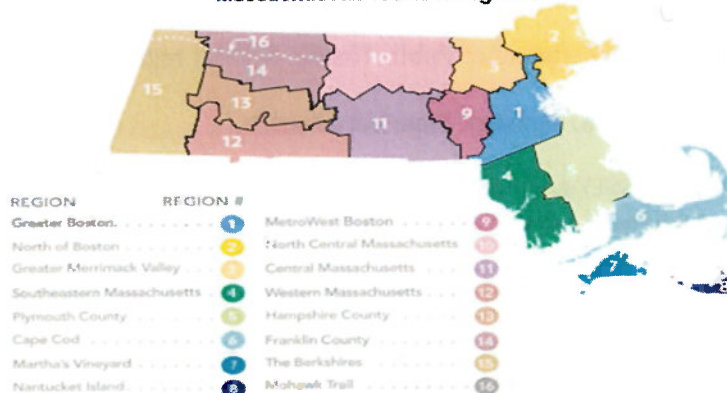 16
2
10
3
14
15
13
1
9
11
12
4
5
6
7
8
REGION REGION #
Greater Boston 1
North of Boston 2
Greater Merrimack Valley 3
Southeastern Massachusetts 4
Plymouth County 5
Cape Cod 6
Martha's Vineyard 7
Nantucket Island 8
MetroWest Boston 9
North Central Massachusetts 10
Central Massachusetts 11
Western Massachusetts 12
Hampshire County 13
Franklin County 14
The Berkshires 15
Mohawk Trail 16